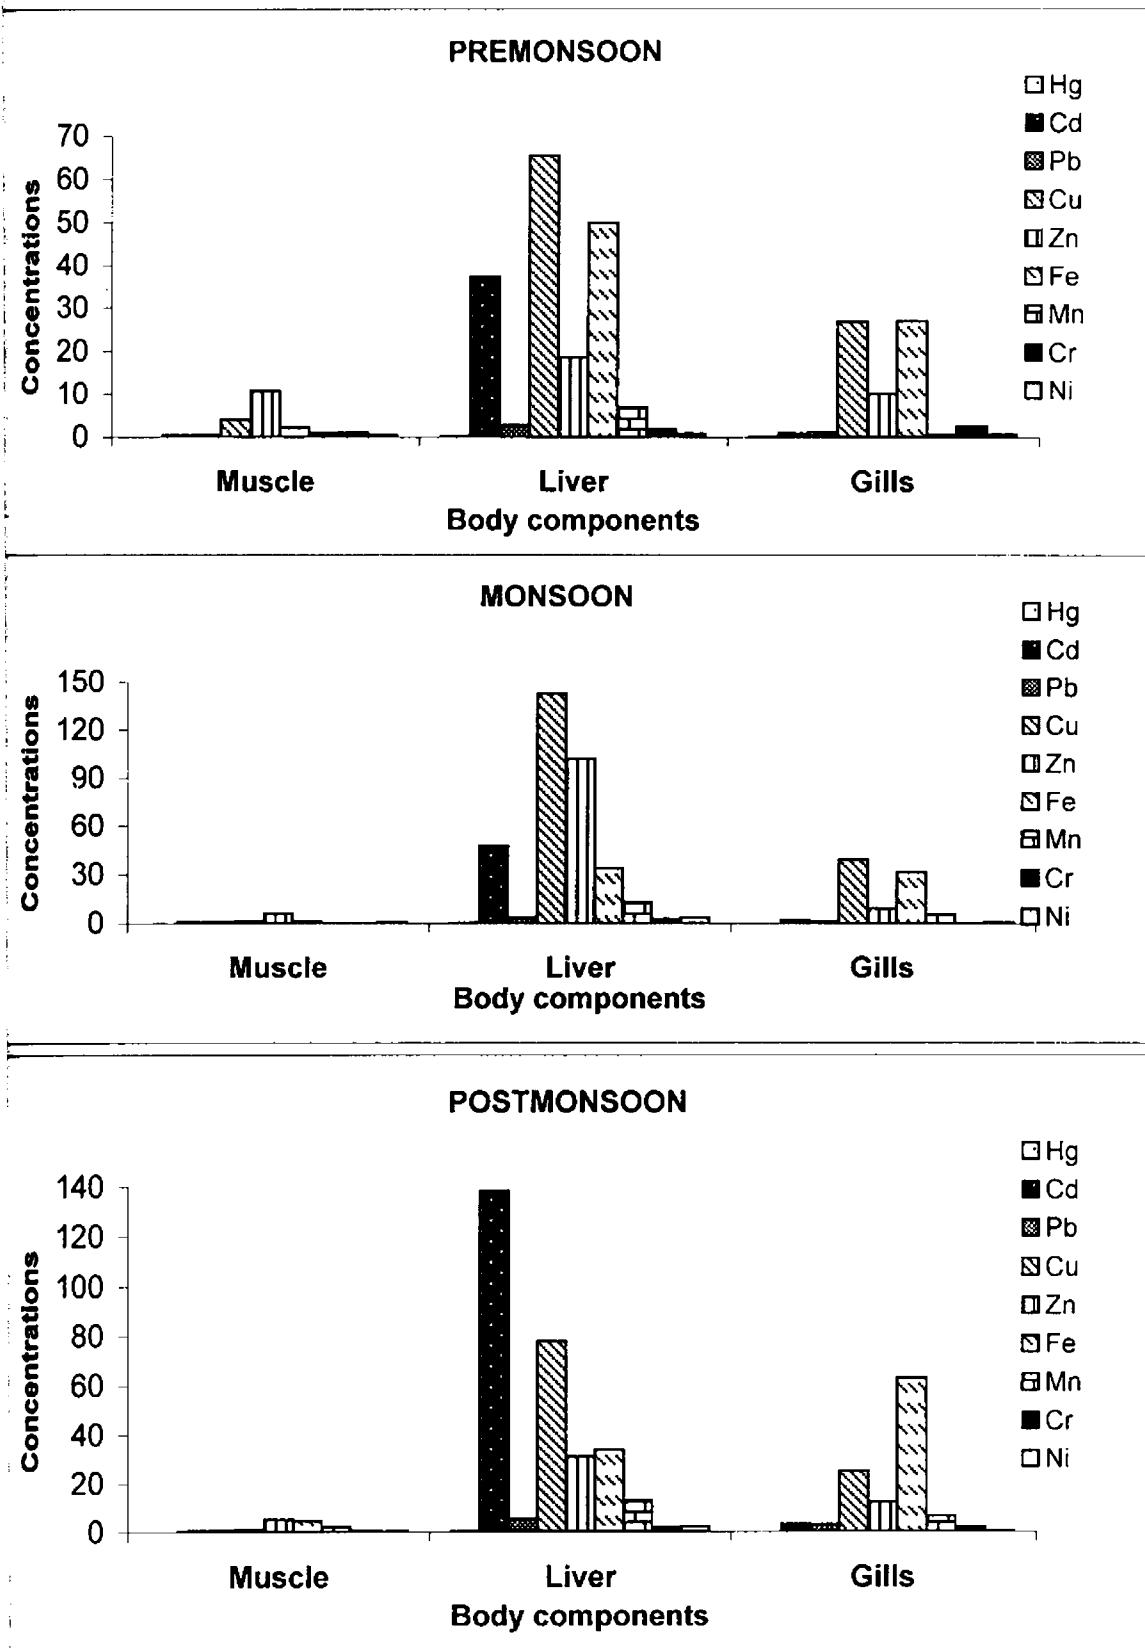 PREMONSOON
Hg
Cd
Pb
Cu
Zn
Fe
Mn
Cr
Ni
70
60
50
40
30
20
10
0
Concentrations
Muscle Liver Gills
Body components
MONSOON
Hg
Cd
Pb
Cu
Zn
Fe
Mn
Cr
Ni
150
120
90
60
30
0
Concentrations
Muscle Liver Gills
Body components
POSTMONSOON
Hg
Cd
Pb
Cu
Zn
Fe
Mn
Cr
Ni
140
120
100
80
60
40
20
0
Concentrations
Muscle Liver Gills
Body components